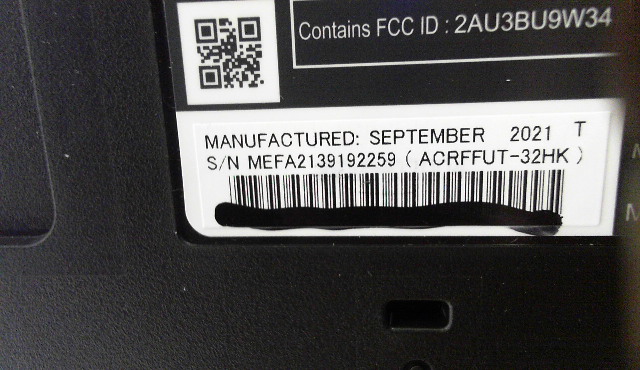 Contains FCC ID : 2AU3BU9W34
MANUFACTURED: SEPTEMBER 2021 T
S/N MEFA2139192259 ( ACRFFUT-32HK )